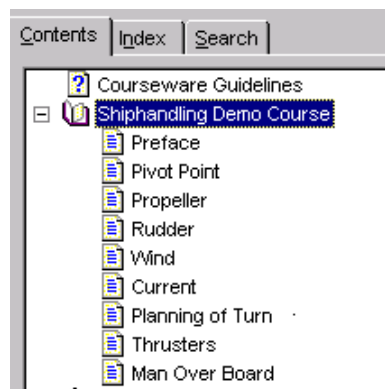 Contents Index Search
Courseware Guidelines
Shiphandling Demo Course
Preface
Pivot Point
Propeller
Rudder
Wind
Current
Planning of Turn
Thrusters
Man Over Board